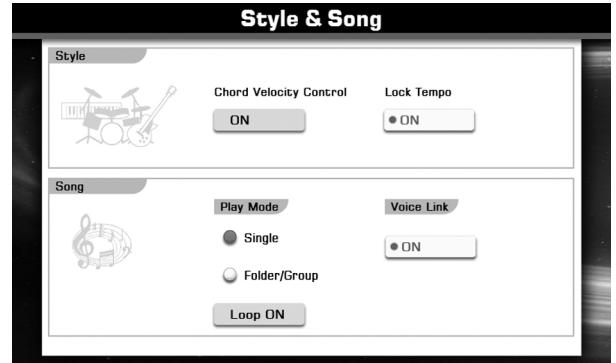 Style & Song
Style
Chord Velocity Control
Lock Tempo
ON
ON
Song
Play Mode
Voice Link
Single
ON
Folder/Group
Loop ON